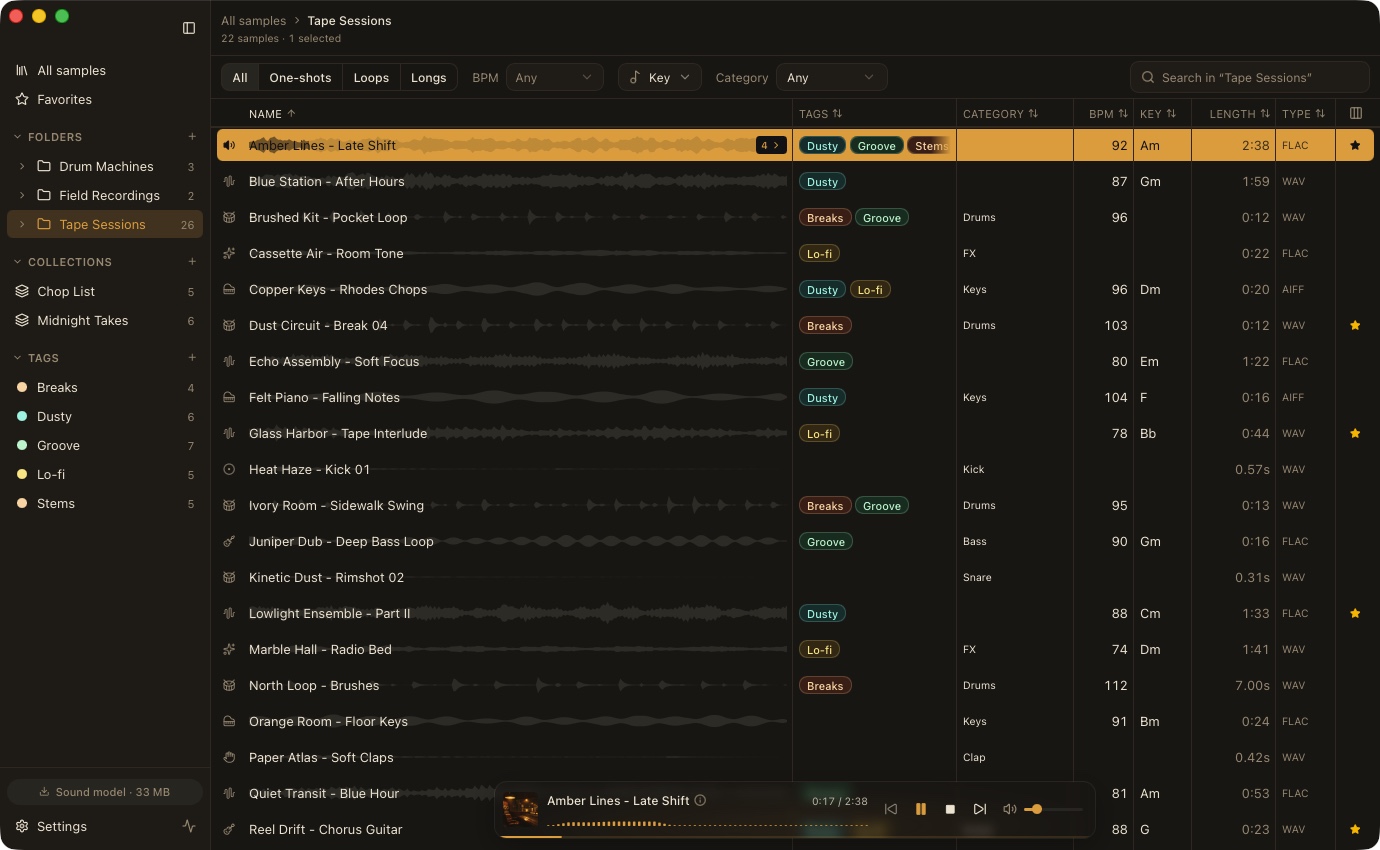 All samples > Tape Sessions
22 samples · 1 selected
All samples
Favorites
FOLDERS
Drum Machines 3
Field Recordings 2
Tape Sessions 26
COLLECTIONS
Chop List 5
Midnight Takes 6
TAGS
Breaks 4
Dusty 6
Groove 7
Lo-fi 5
Stems 5
Sound model · 33 MB
Settings
All One-shots Loops Longs BPM Any Key Category Any Search in “Tape Sessions”
NAME TAGS CATEGORY BPM KEY LENGTH TYPE
Amber Lines - Late Shift 4 > Dusty Groove Stems 92 Am 2:38 FLAC
Blue Station - After Hours Dusty 87 Gm 1:59 WAV
Brushed Kit - Pocket Loop Breaks Groove Drums 96 0:12 WAV
Cassette Air - Room Tone Lo-fi FX 0:22 FLAC
Copper Keys - Rhodes Chops Dusty Lo-fi Keys 96 Dm 0:20 AIFF
Dust Circuit - Break 04 Breaks Drums 103 0:12 WAV
Echo Assembly - Soft Focus Groove 80 Em 1:22 FLAC
Felt Piano - Falling Notes Dusty Keys 104 F 0:16 AIFF
Glass Harbor - Tape Interlude Lo-fi 78 Bb 0:44 WAV
Heat Haze - Kick 01 Kick 0.57s WAV
Ivory Room - Sidewalk Swing Breaks Groove Drums 95 0:13 WAV
Juniper Dub - Deep Bass Loop Groove Bass 90 Gm 0:16 FLAC
Kinetic Dust - Rimshot 02 Snare 0.31s WAV
Lowlight Ensemble - Part II Dusty 88 Cm 1:33 FLAC
Marble Hall - Radio Bed Lo-fi FX 74 Dm 1:41 WAV
North Loop - Brushes Breaks Drums 112 7.00s WAV
Orange Room - Floor Keys Keys 91 Bm 0:24 FLAC
Paper Atlas - Soft Claps Clap 0.42s WAV
Quiet Transit - Blue Hour 81 Am 0:53 FLAC
Reel Drift - Chorus Guitar 88 G 0:23 WAV
Amber Lines - Late Shift 0:17 / 2:38